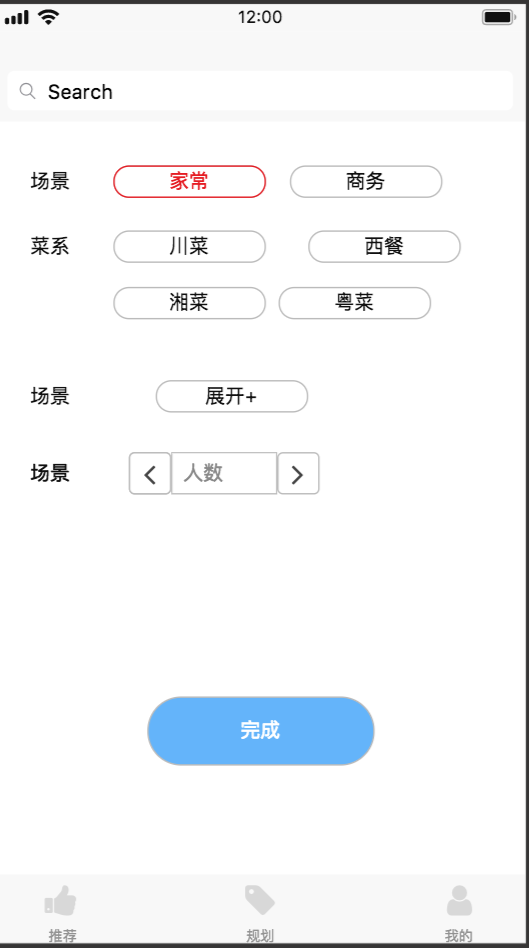 12:00
Search
场景 家常 商务
菜系 川菜 西餐
湘菜 粤菜
场景 展开+
场景 人数
完成
推荐 规划 我的